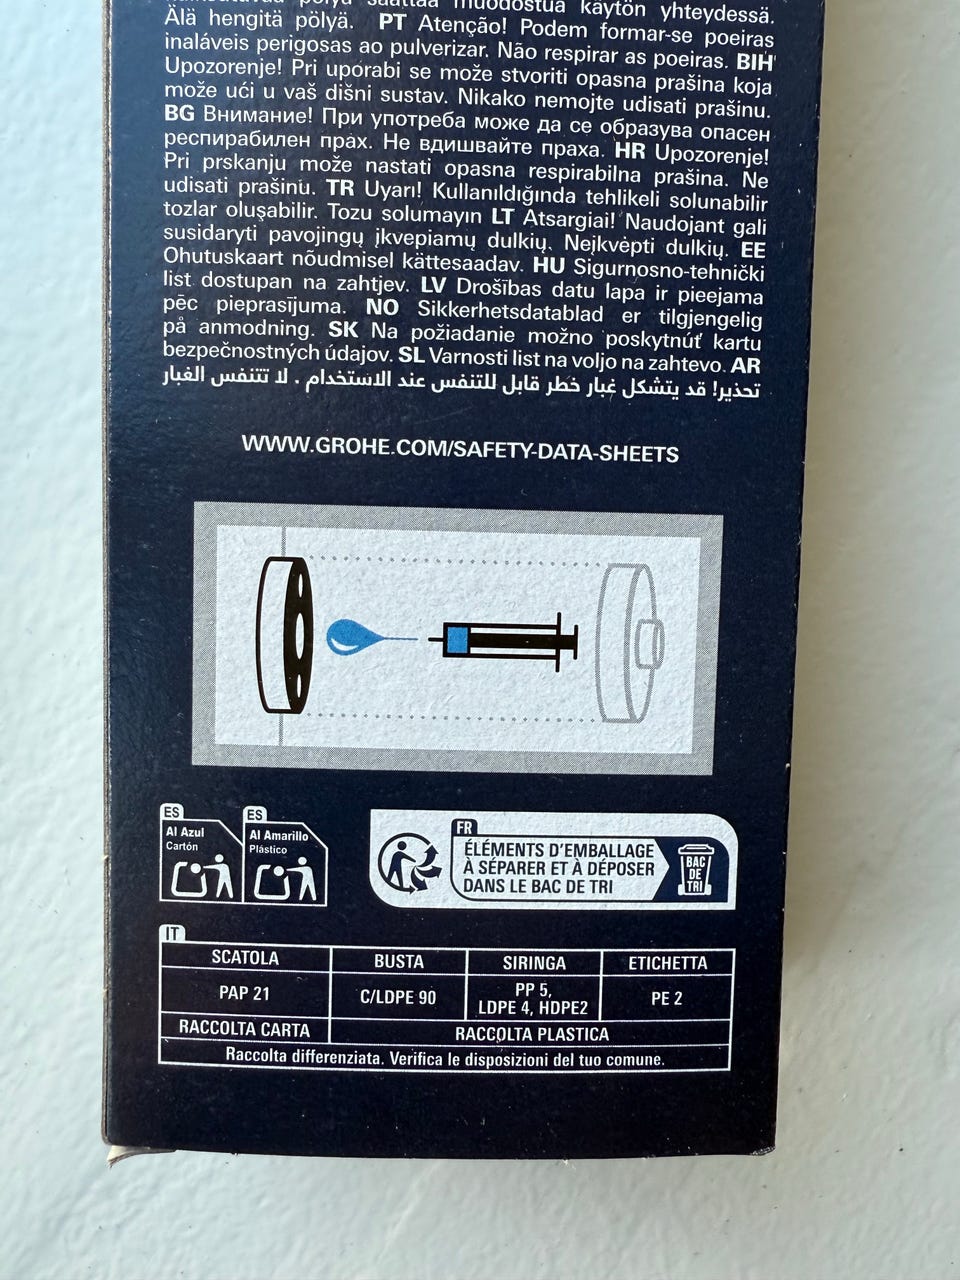 pölyä saattaa muodostua käytön yhteydessä.
Älä hengitä pölyä. PT Atenção! Podem formar-se poeiras
inaláveis perigosas ao pulverizar. Não respirar as poeiras. BIH
Upozorenje! Pri uporabi se može stvoriti opasna prašina koja
može ući u vaš dišni sustav. Nikako nemojte udisati prašinu.
BG Внимание! При употреба може да се образува опасен
респирабилен прах. Не вдишвайте праха. HR Upozorenje!
Pri prskanju može nastati opasna respirabilna prašina. Ne
udisati prašinu. TR Uyarı! Kullanıldığında tehlikeli solunabilir
tozlar oluşabilir. Tozu solumayın LT Atsargiai! Naudojant gali
susidaryti pavojingų įkvepiamų dulkių. Neįkvėpti dulkių. EE
Ohutuskaart nõudmisel kättesaadav. HU Sigurnosno-tehnički
list dostupan na zahtjev. LV Drošības datu lapa ir pieejama
pēc pieprasījuma. NO Sikkerhetsdatablad er tilgjengelig
på anmodning. SK Na požiadanie možno poskytnúť kartu
bezpečnostných údajov. SL Varnosti list na voljo na zahtevo. AR
تحذير! قد يتشكل غبار خطر قابل للتنفس عند الاستخدام . لا تتنفس الغبار
WWW.GROHE.COM/SAFETY-DATA-SHEETS
ES ES
Al Azul Al Amarillo
Cartón Plástico
FR
ÉLÉMENTS D'EMBALLAGE
À SÉPARER ET À DÉPOSER
DANS LE BAC DE TRI
BAC
DE
TRI
IT
SCATOLA BUSTA SIRINGA ETICHETTA
PAP 21 C/LDPE 90 PP 5, PE 2
LDPE 4, HDPE2
RACCOLTA CARTA RACCOLTA PLASTICA
Raccolta differenziata. Verifica le disposizioni del tuo comune.